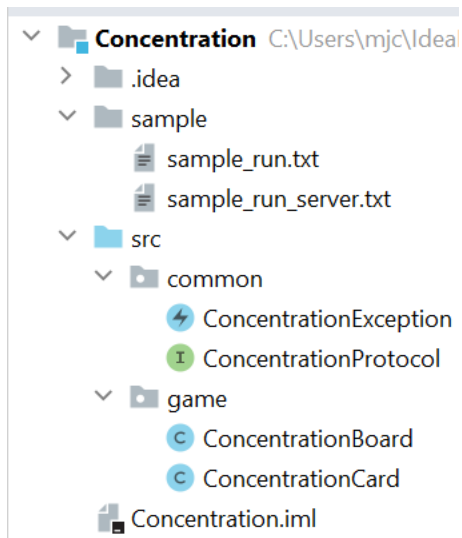 Concentration C:\Users\mjc\Idea
.idea
sample
sample_run.txt
sample_run_server.txt
src
common
ConcentrationException
I ConcentrationProtocol
game
C ConcentrationBoard
C ConcentrationCard
Concentration.iml